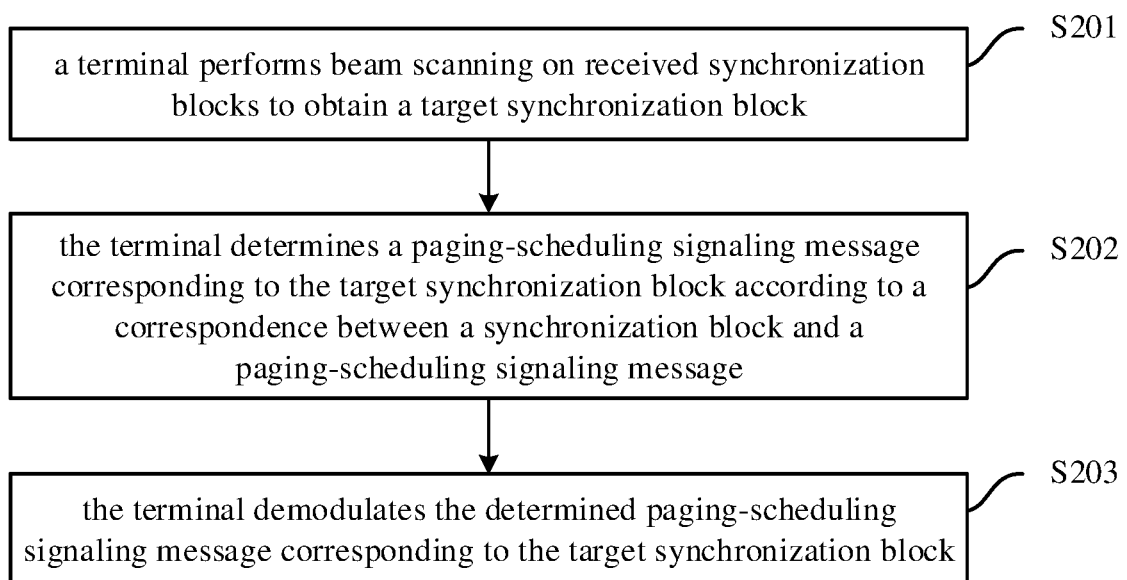 S201
a terminal performs beam scanning on received synchronization
blocks to obtain a target synchronization block
S202
the terminal determines a paging-scheduling signaling message
corresponding to the target synchronization block according to a
correspondence between a synchronization block and a
paging-scheduling signaling message
S203
the terminal demodulates the determined paging-scheduling
signaling message corresponding to the target synchronization block